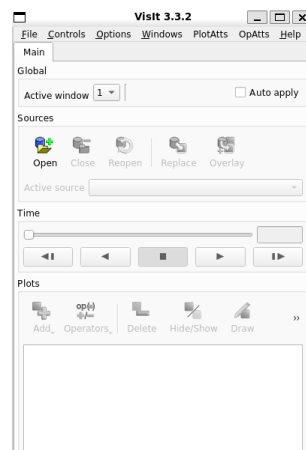 VisIt 3.3.2
File Controls Options Windows PlotAtts OpAtts Help
Main
Global
Active window 1 Auto apply
Sources
Open Close Reopen Replace Overlay
Active source
Time
Plots
op(u)
+/-
Add Operators Delete Hide/Show Draw »